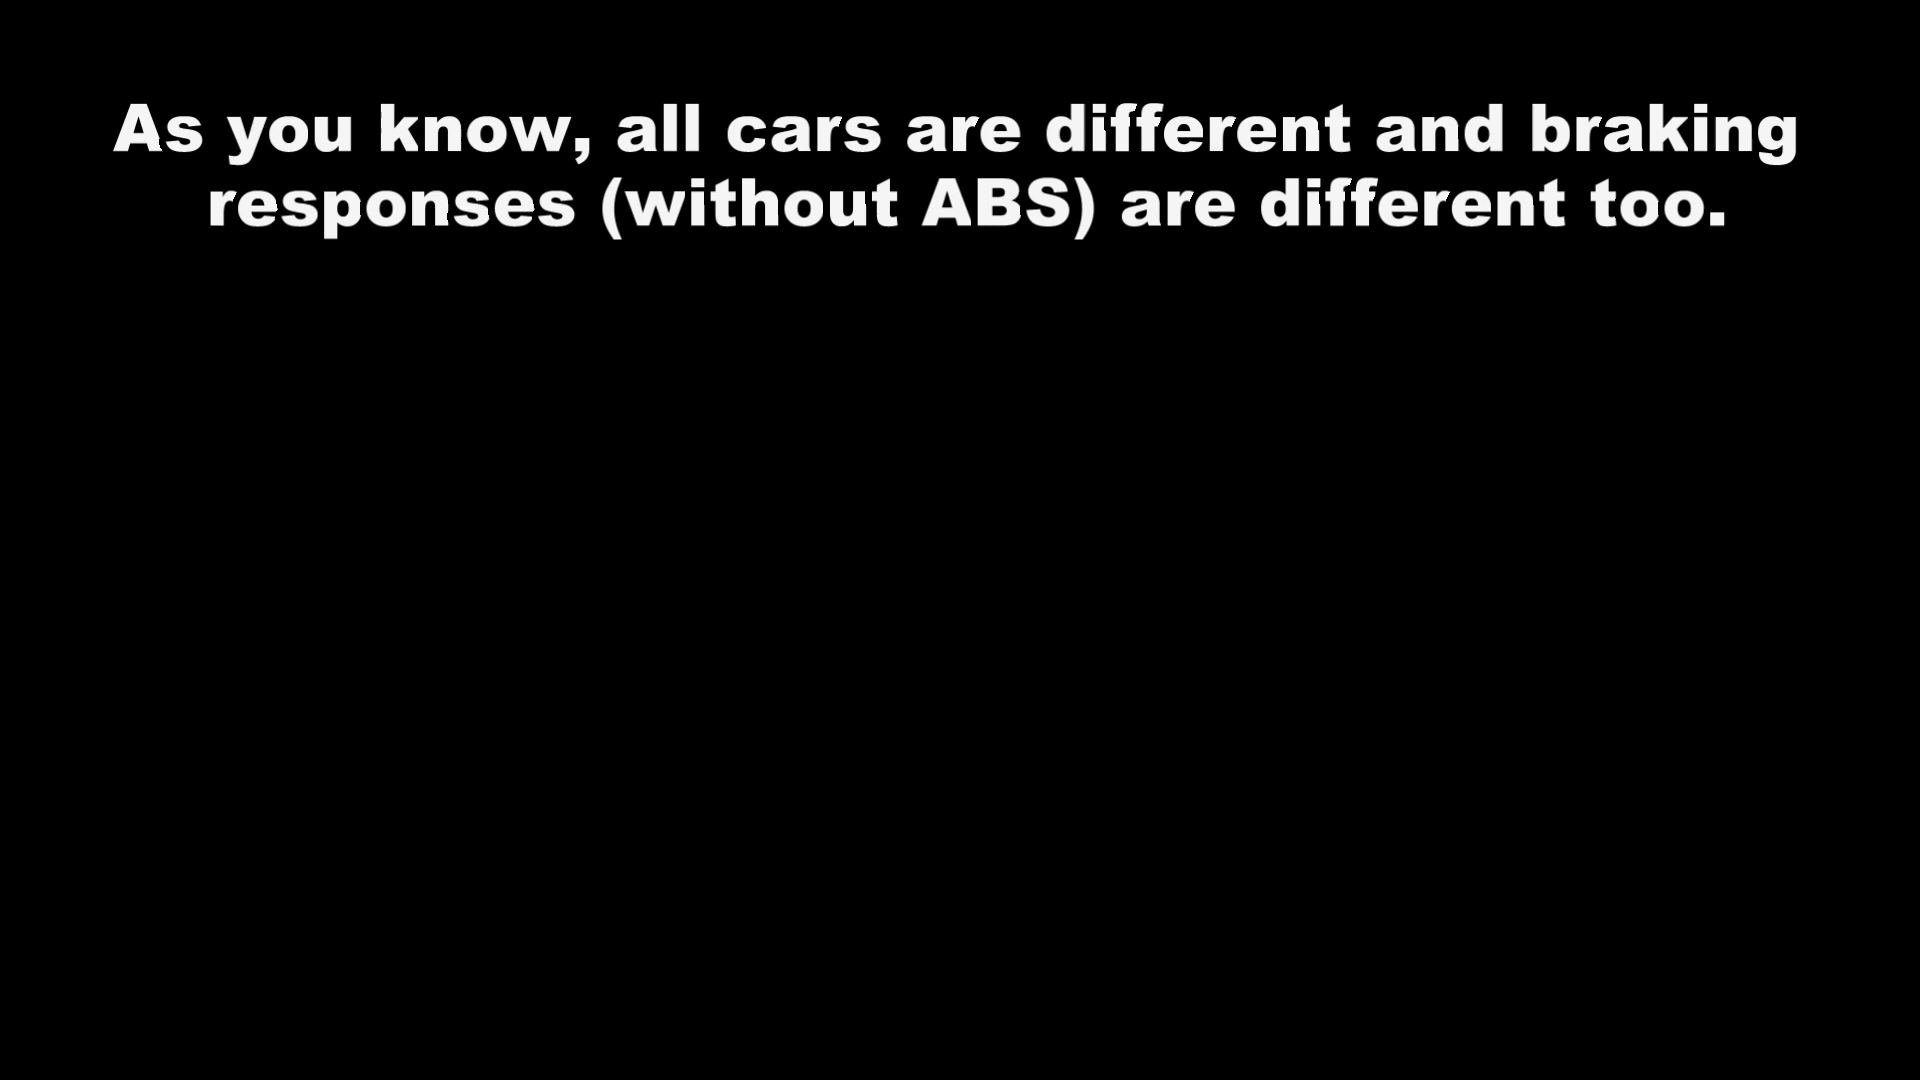 As you know, all cars are different and braking
responses (without ABS) are different too.